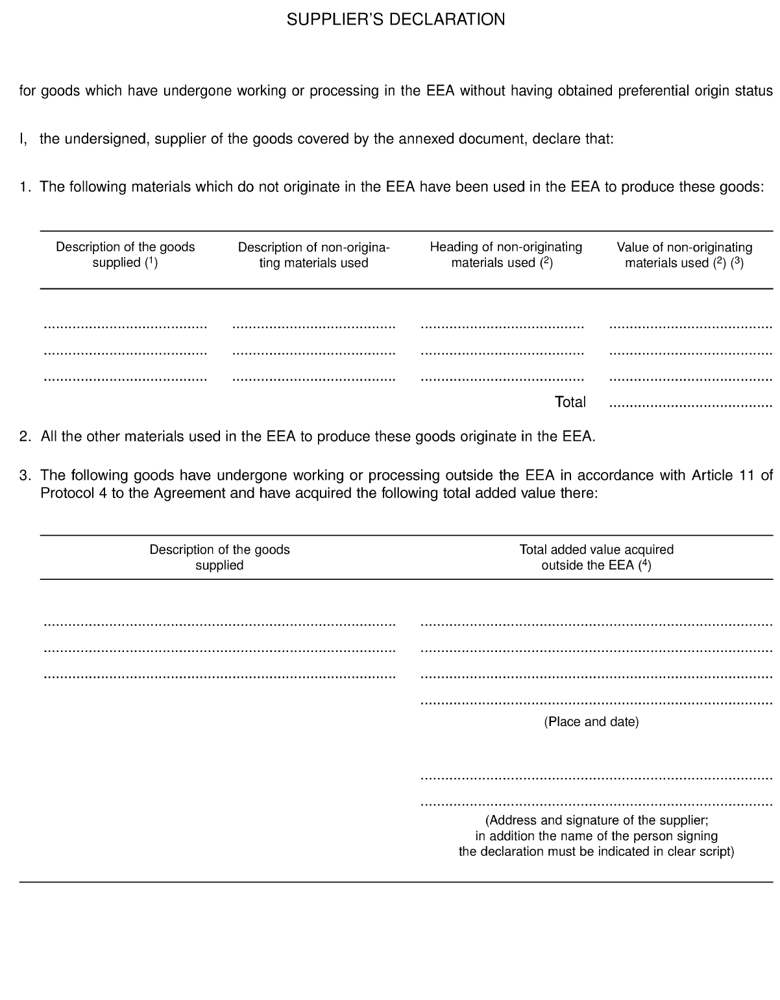 SUPPLIER’S DECLARATION
for goods which have undergone working or processing in the EEA without having obtained preferential origin status
I, the undersigned, supplier of the goods covered by the annexed document, declare that:
1. The following materials which do not originate in the EEA have been used in the EEA to produce these goods:
Description of the goods
supplied (1)
Description of non-origina-
ting materials used
Heading of non-originating
materials used (2)
Value of non-originating
materials used (2) (3)
........................................ ........................................ ........................................ ........................................
........................................ ........................................ ........................................ ........................................
........................................ ........................................ ........................................ ........................................
Total ........................................
2. All the other materials used in the EEA to produce these goods originate in the EEA.
3. The following goods have undergone working or processing outside the EEA in accordance with Article 11 of
Protocol 4 to the Agreement and have acquired the following total added value there:
Description of the goods
supplied
Total added value acquired
outside the EEA (4)
...................................................................................... ......................................................................................
...................................................................................... ......................................................................................
...................................................................................... ......................................................................................
......................................................................................
(Place and date)
......................................................................................
......................................................................................
(Address and signature of the supplier;
in addition the name of the person signing
the declaration must be indicated in clear script)